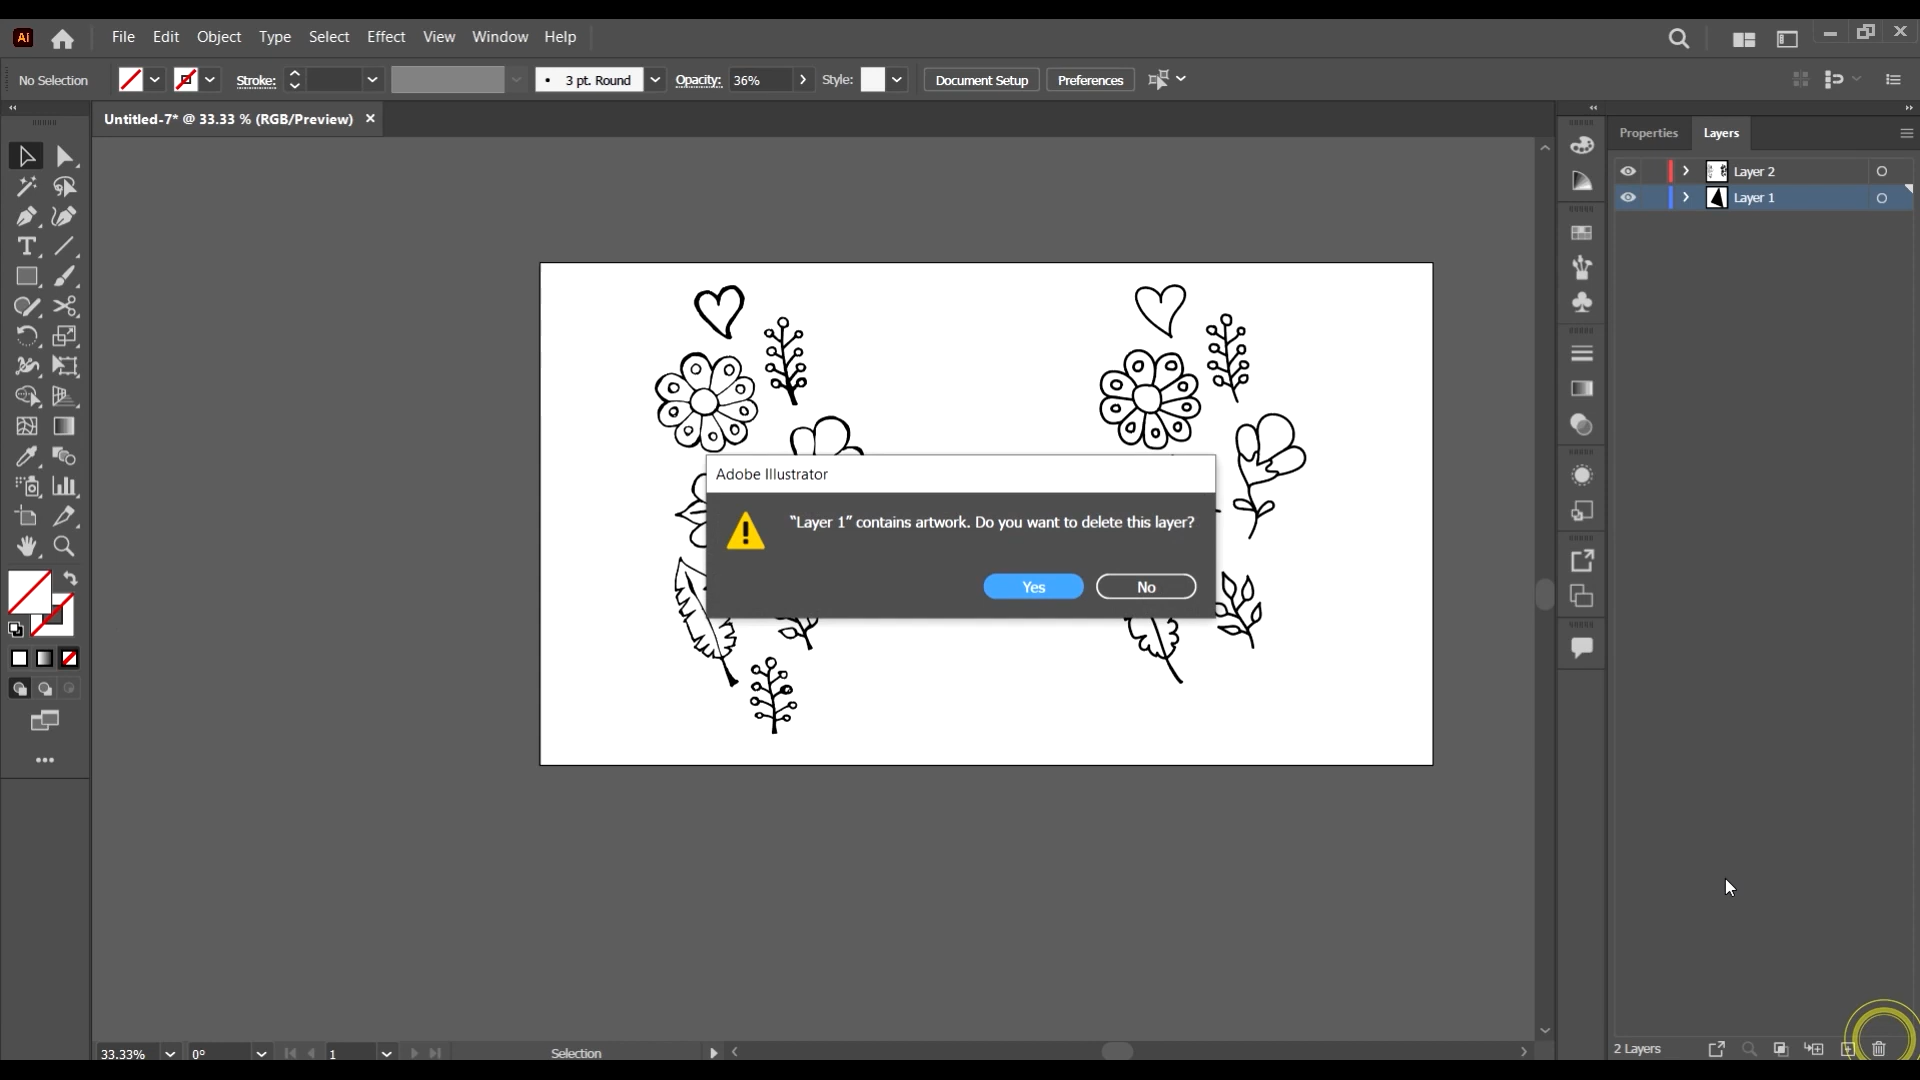 Ai
File Edit Object Type Select Effect View Window Help
No Selection Stroke: • 3 pt. Round Opacity: 36% Style: Document Setup Preferences
Untitled-7* @ 33.33 % (RGB/Preview) ×
Properties Layers
Layer 2
Layer 1
Adobe Illustrator
"Layer 1" contains artwork. Do you want to delete this layer?
Yes No
33.33% 0° 1 Selection
2 Layers